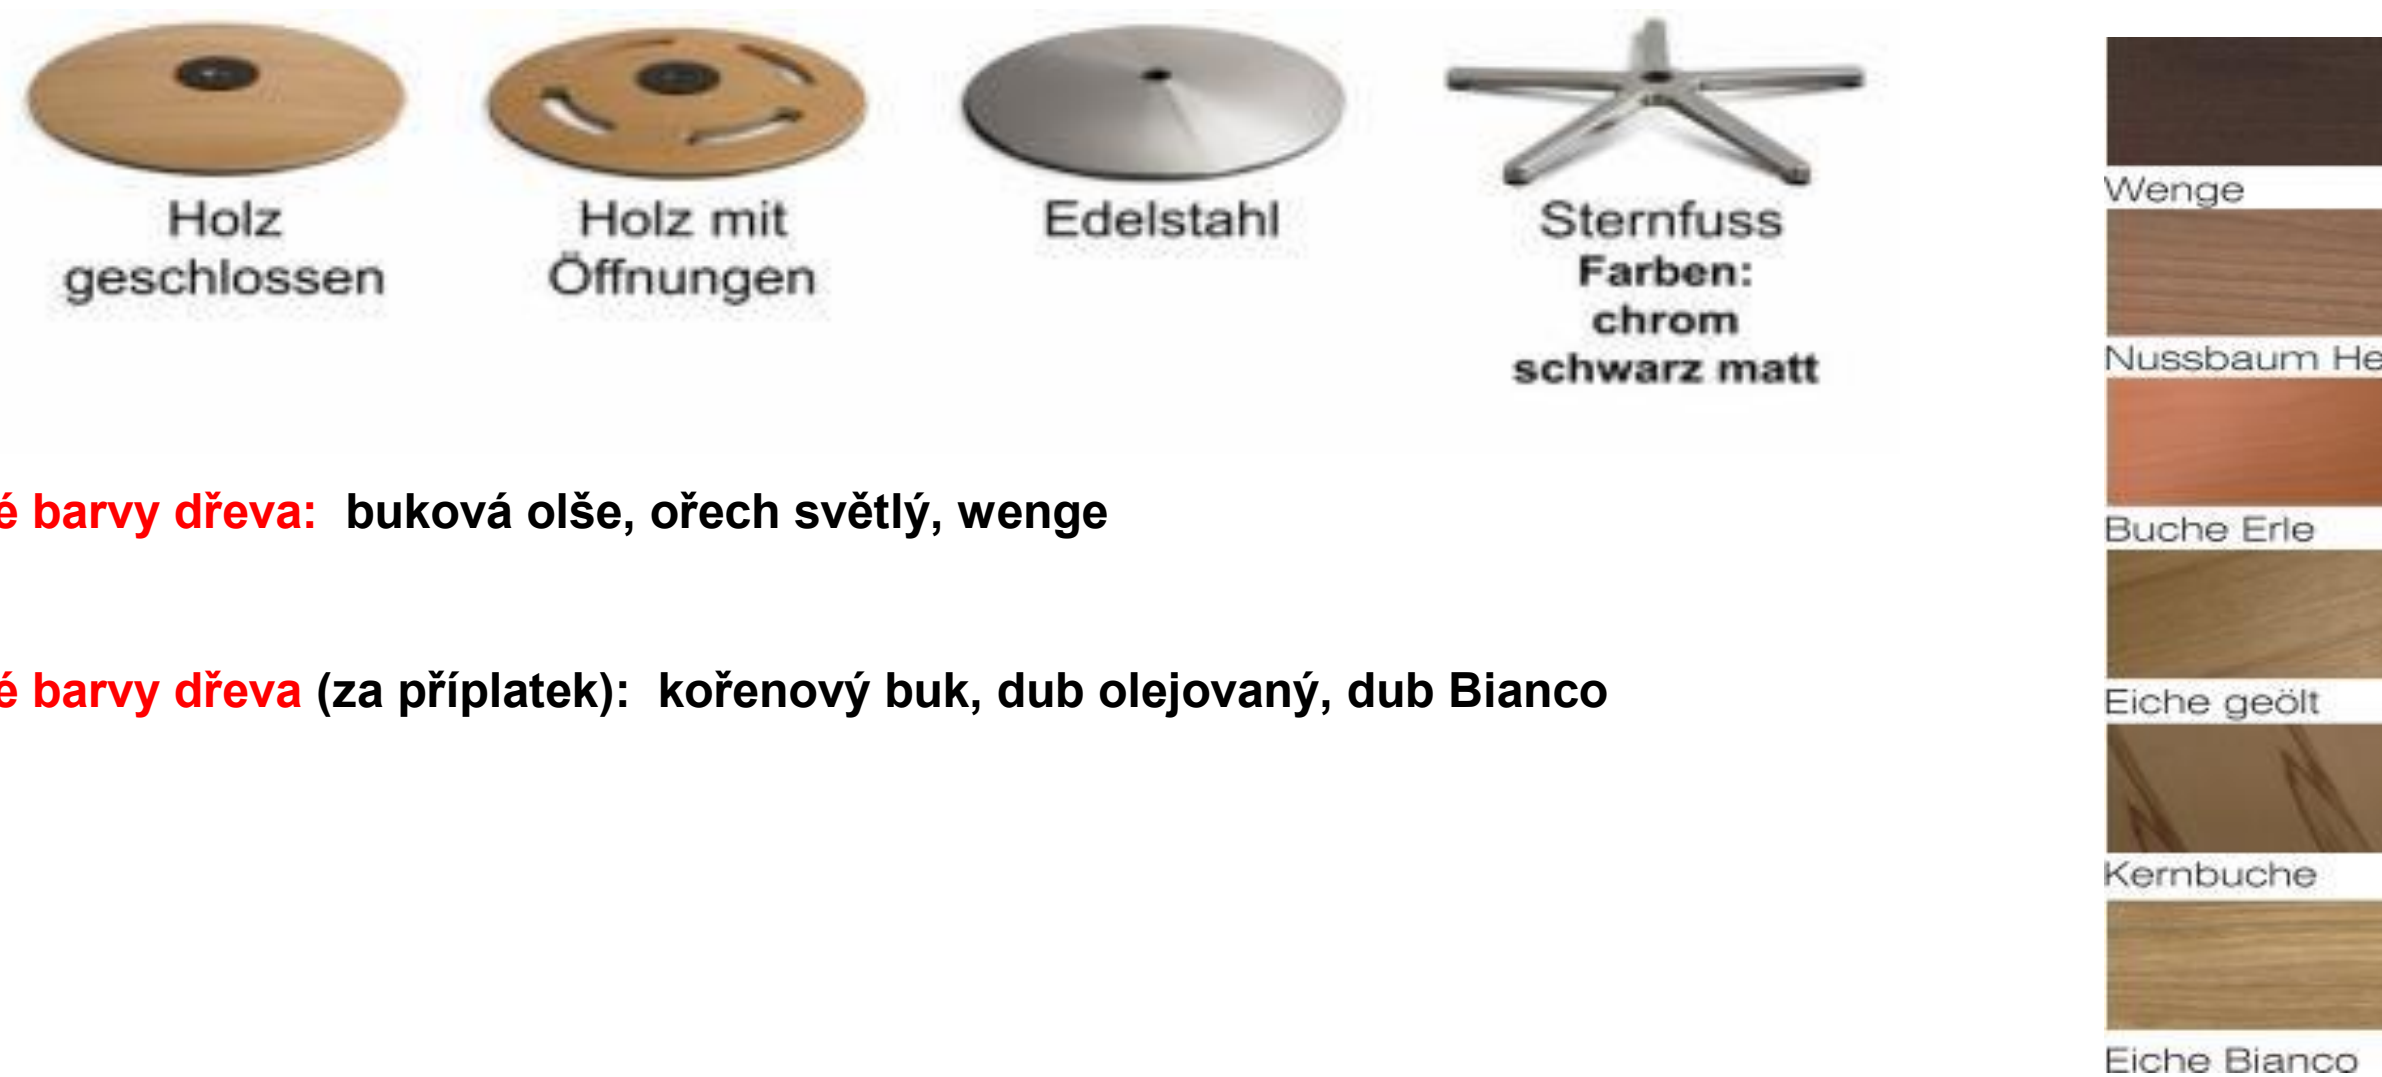 Holz
geschlossen
Holz mit
Öffnungen
Edelstahl
Sternfuss
Farben:
chrom
schwarz matt
é barvy dřeva: buková olše, ořech světlý, wenge
é barvy dřeva (za příplatek): kořenový buk, dub olejovaný, dub Bianco
Wenge
Nussbaum He
Buche Erle
Eiche geölt
Kernbuche
Eiche Bianco